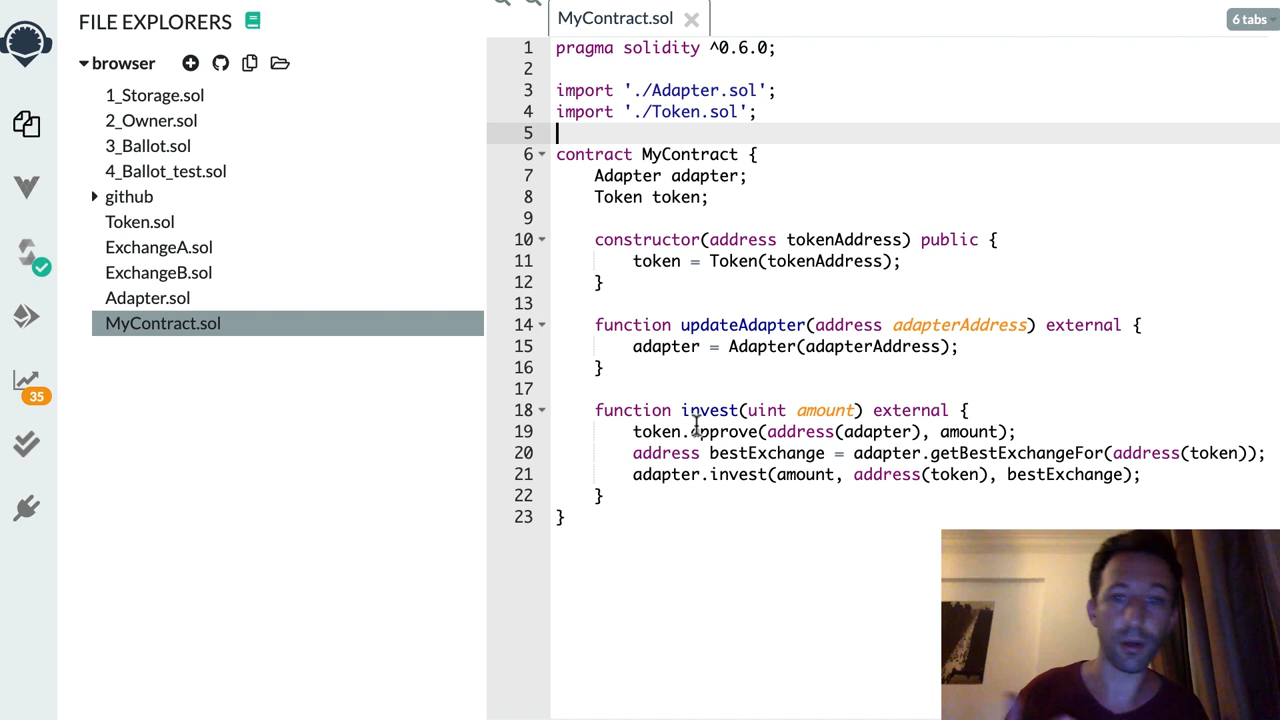 FILE EXPLORERS
browser
1_Storage.sol
2_Owner.sol
3_Ballot.sol
4_Ballot_test.sol
github
Token.sol
ExchangeA.sol
ExchangeB.sol
Adapter.sol
MyContract.sol
35
MyContract.sol
6 tabs
1 pragma solidity ^0.6.0;
2
3 import './Adapter.sol';
4 import './Token.sol';
5
6 contract MyContract {
7     Adapter adapter;
8     Token token;
9
10     constructor(address tokenAddress) public {
11         token = Token(tokenAddress);
12     }
13
14     function updateAdapter(address adapterAddress) external {
15         adapter = Adapter(adapterAddress);
16     }
17
18     function invest(uint amount) external {
19         token.approve(address(adapter), amount);
20         address bestExchange = adapter.getBestExchangeFor(address(token));
21         adapter.invest(amount, address(token), bestExchange);
22     }
23 }